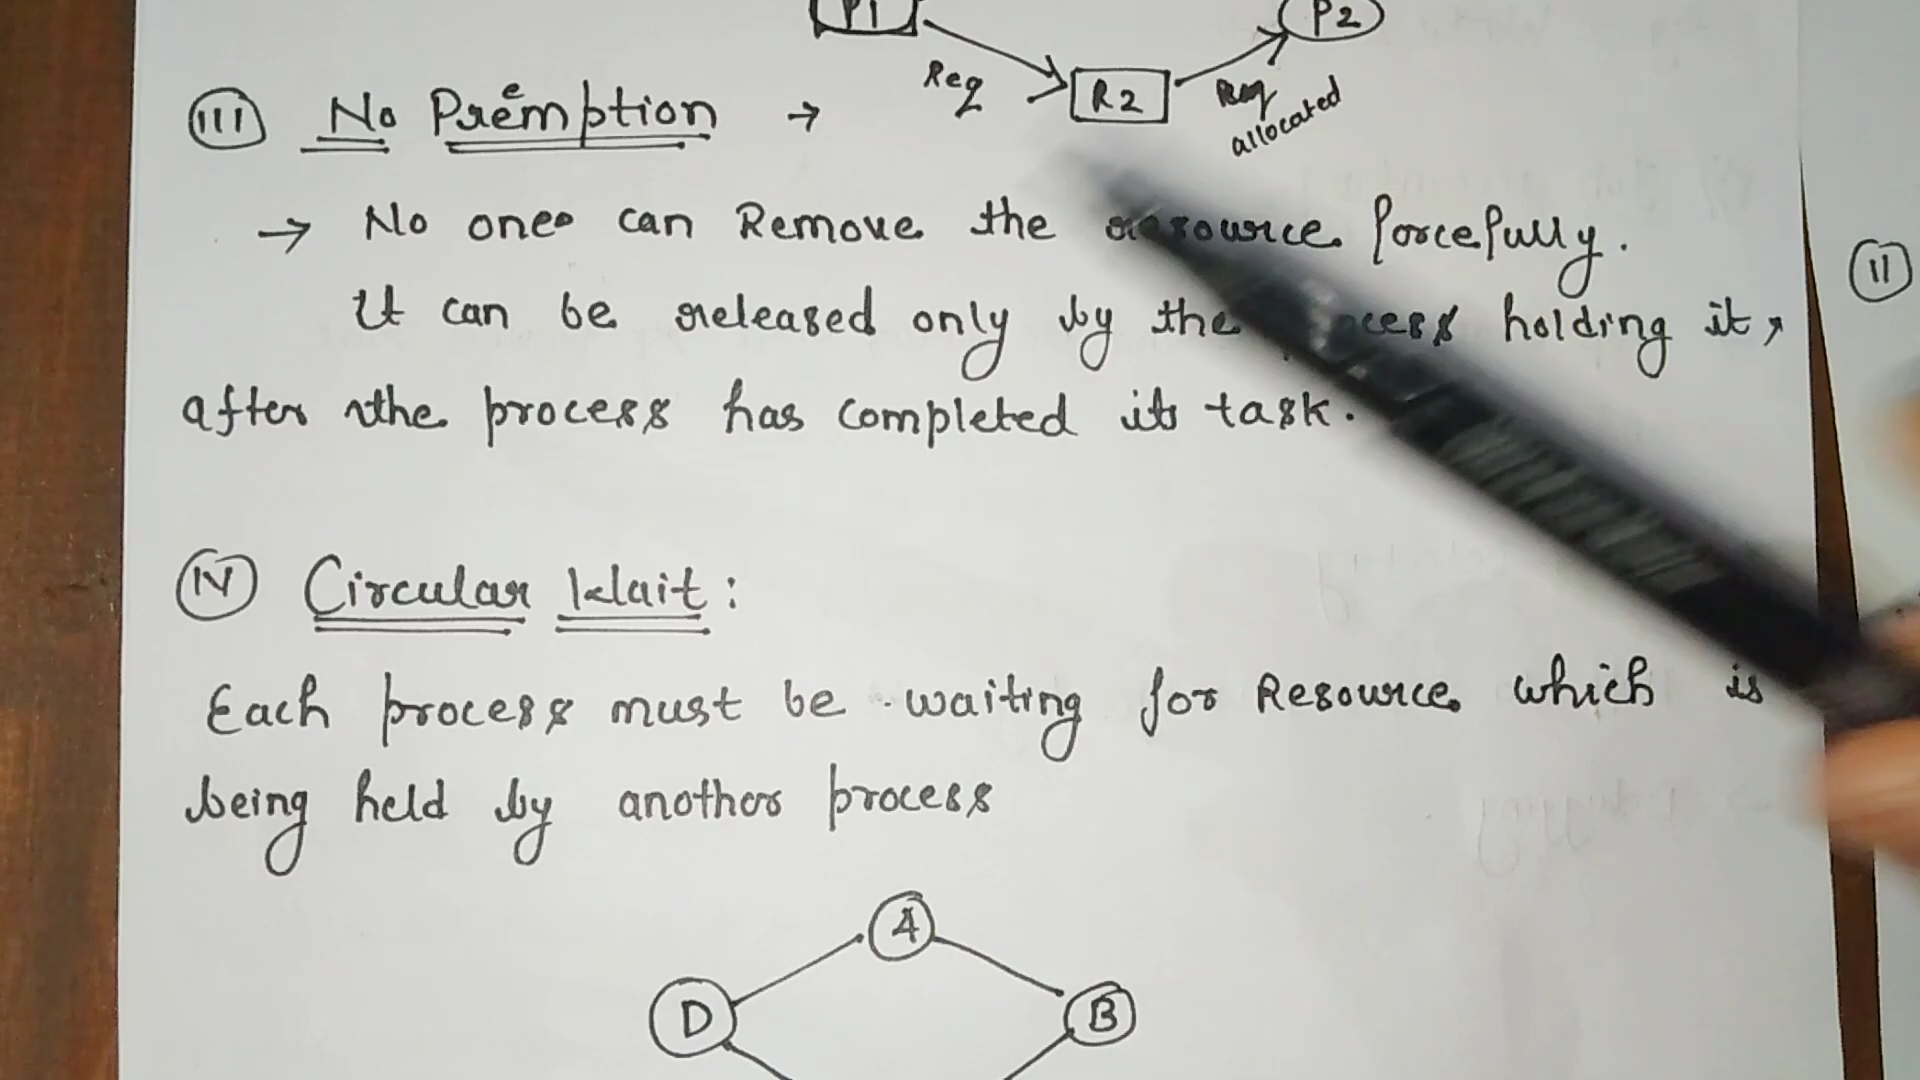 P1 P2
Req R2 allocated
III No Preemption →
→ No one can Remove the resource forcefully.
It can be released only by the process holding it,
after the process has completed its task.
IV Circular Wait:
Each process must be waiting for Resource which is
being held by another process
A
D B
II